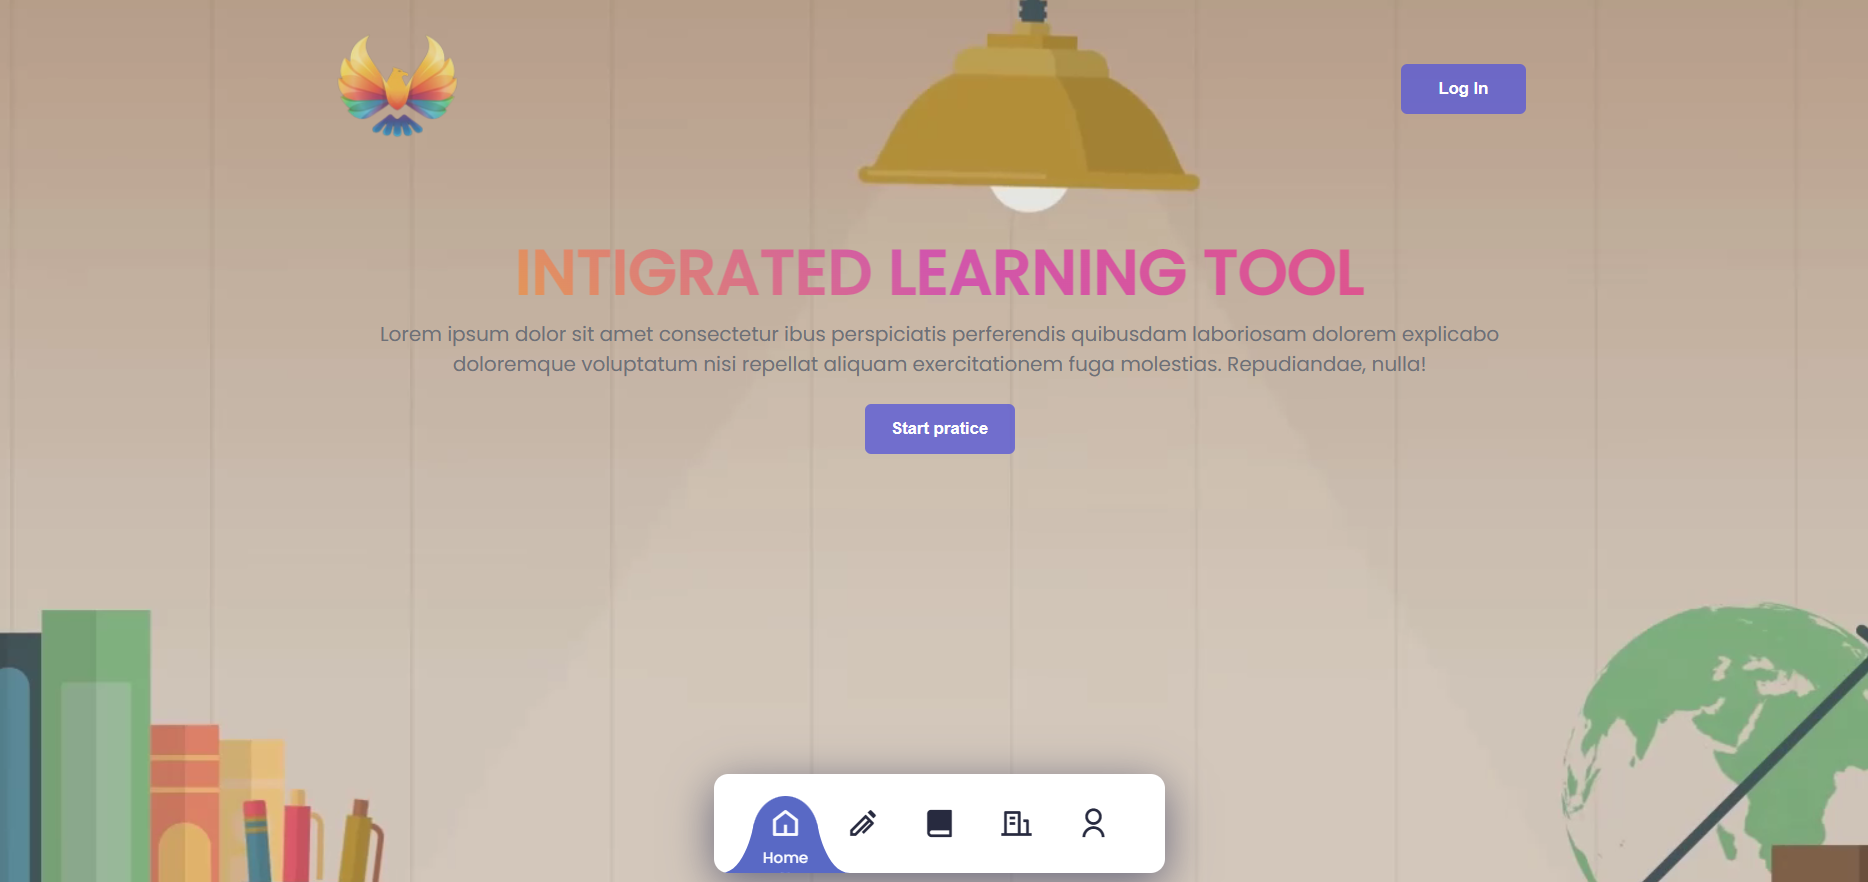 Log In
INTIGRATED LEARNING TOOL
Lorem ipsum dolor sit amet consectetur ibus perspiciatis perferendis quibusdam laboriosam dolorem explicabo
doloremque voluptatum nisi repellat aliquam exercitationem fuga molestias. Repudiandae, nulla!
Start pratice
Home